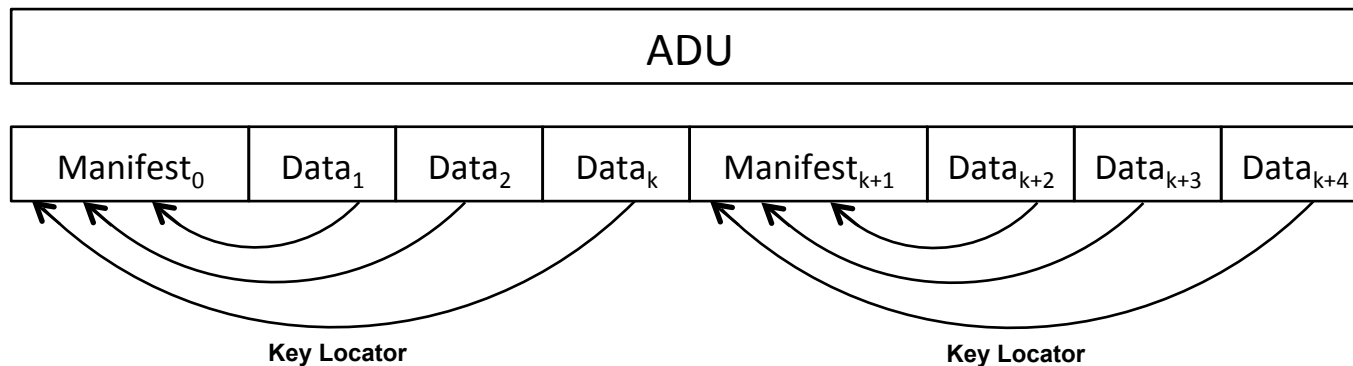 ADU
Manifest₀ Data₁ Data₂ Dataₖ Manifestₖ₊₁ Dataₖ₊₂ Dataₖ₊₃ Dataₖ₊₄
Key Locator Key Locator